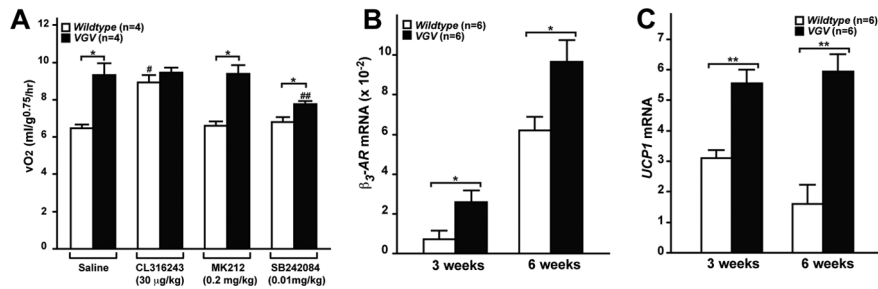 A
Wildtype (n=4)
VGV (n=4)
vO2 (ml/g0.75/hr)
12
10
8
6
4
2
0
*
#
*
*
##
Saline
CL316243
(30 µg/kg)
MK212
(0.2 mg/kg)
SB242084
(0.01mg/kg)
B
Wildtype (n=6)
VGV (n=6)
β3-AR mRNA (x 10-2)
10
8
6
4
2
0
*
*
3 weeks
6 weeks
C
Wildtype (n=6)
VGV (n=6)
UCP1 mRNA
7
6
5
4
3
2
1
0
**
**
3 weeks
6 weeks